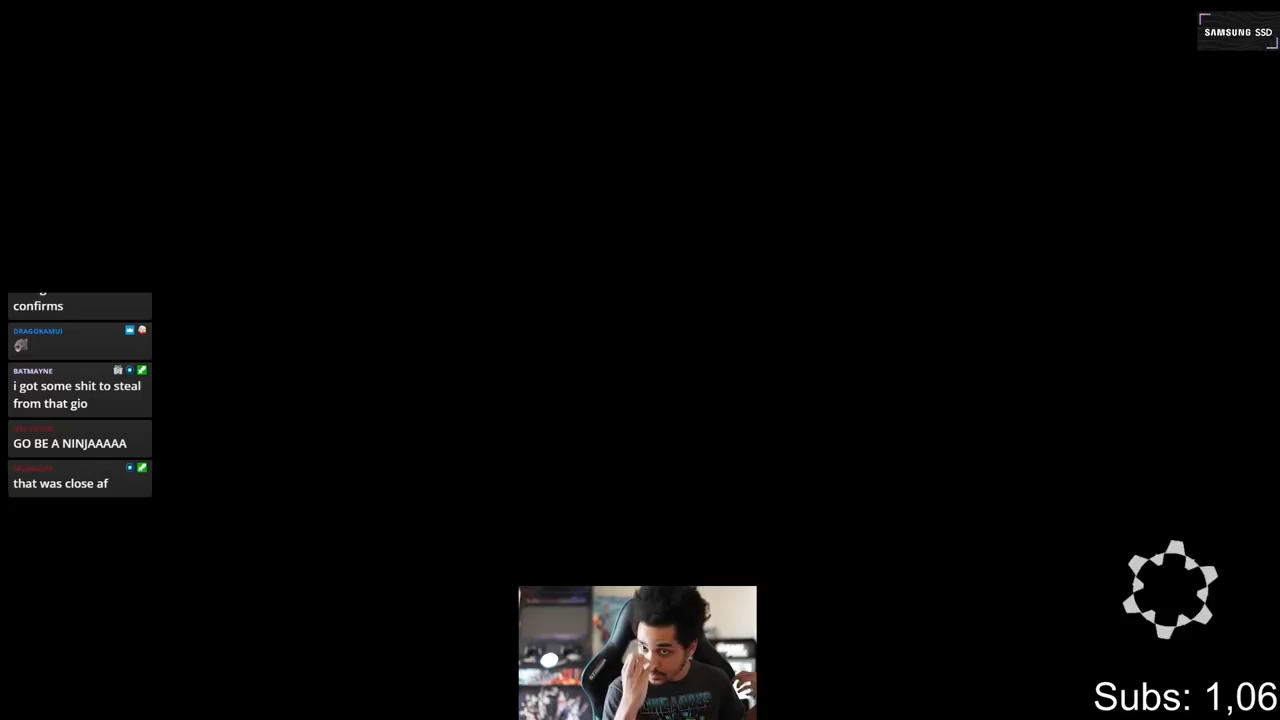 SAMSUNG SSD
confirms
DRAGOKAMUI
BATMAYNE
i got some shit to steal
from that gio
GO BE A NINJAAAAA
that was close af
Subs: 1,06